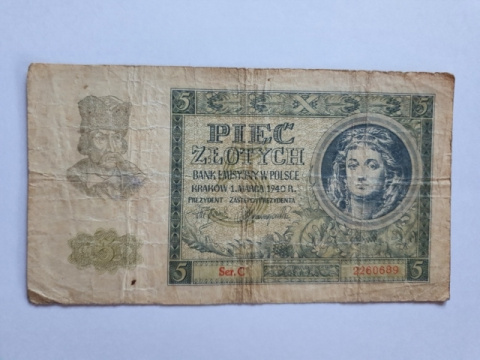 5 5
PIĘĆ
ZŁOTYCH
BANK EMISYJNY W POLSCE
KRAKÓW 1. MARCA 1940 R.
PREZYDENT ZASTĘPCA PREZYDENTA
5 Ser. C 2260689 5